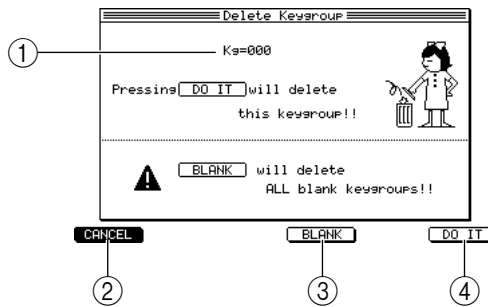 Delete Keygroup
① Kg=000
Pressing DO IT will delete
this keygroup!!
BLANK will delete
ALL blank keygroups!!
CANCEL BLANK DO IT
② ③ ④